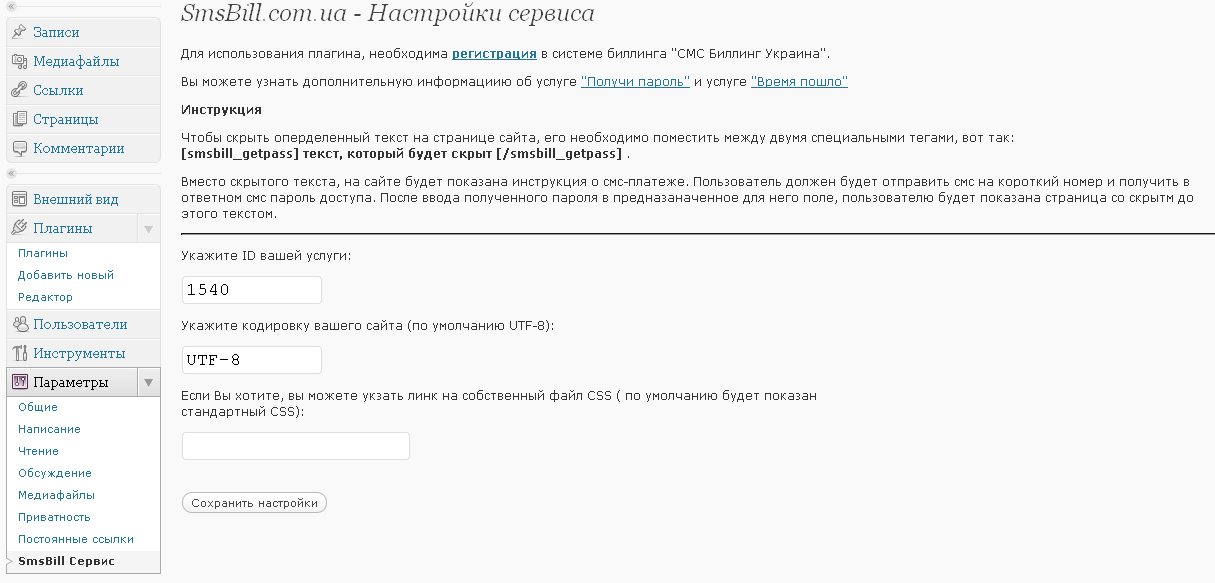 SmsBill.com.ua - Настройки сервиса
Записи
Медиафайлы
Ссылки
Страницы
Комментарии
Внешний вид
Плагины
Плагины
Добавить новый
Редактор
Пользователи
Инструменты
Параметры
Общие
Написание
Чтение
Обсуждение
Медиафайлы
Приватность
Постоянные ссылки
SmsBill Сервис
Для использования плагина, необходима регистрация в системе биллинга "СМС Биллинг Украина".
Вы можете узнать дополнительную информациию об услуге "Получи пароль" и услуге "Время пошло"
Инструкция
Чтобы скрыть оперделенный текст на странице сайта, его необходимо поместить между двумя специальными тегами, вот так:
[smsbill_getpass] текст, который будет скрыт [/smsbill_getpass] .
Вместо скрытого текста, на сайте будет показана инструкция о смс-платеже. Пользователь должен будет отправить смс на короткий номер и получить в
ответном смс пароль доступа. После ввода полученного пароля в предназаначенное для него поле, пользователю будет показана страница со скрытм до
этого текстом.
Укажите ID вашей услуги:
1540
Укажите кодировку вашего сайта (по умолчанию UTF-8):
UTF-8
Если Вы хотите, вы можете укзать линк на собственный файл CSS ( по умолчанию будет показан
стандартный CSS):
Сохранить настройки